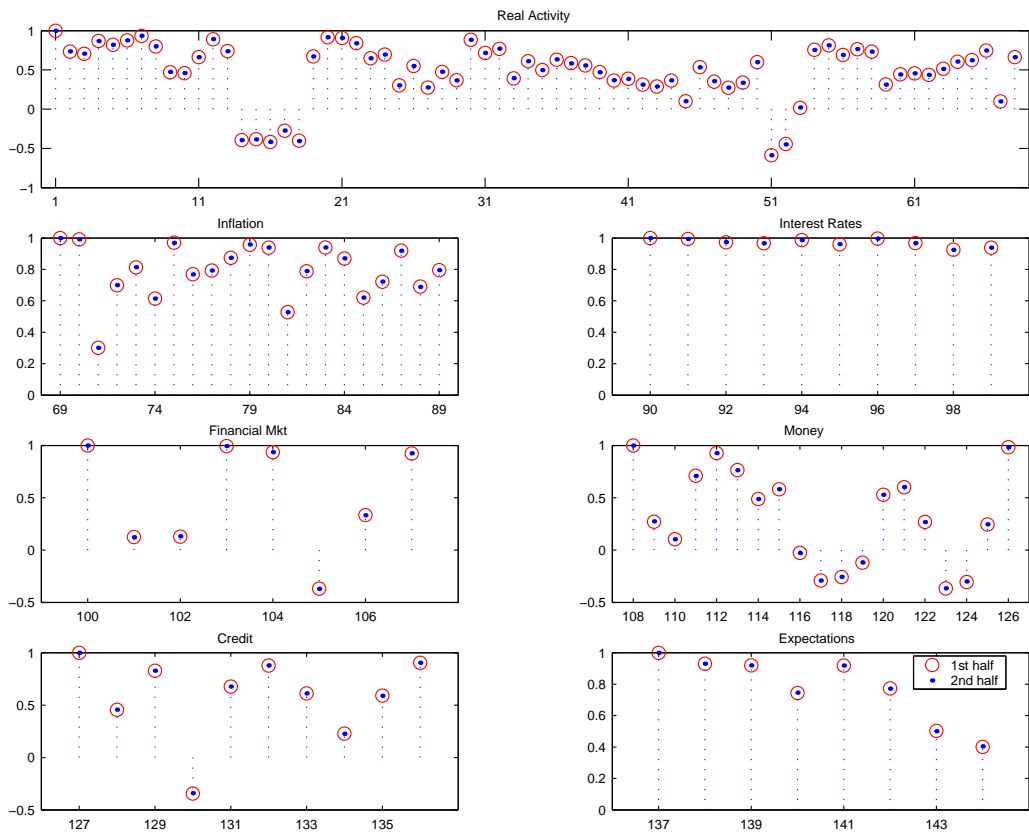 Real Activity
1
0.5
0
−0.5
−1
1 11 21 31 41 51 61
Inflation
1
0.8
0.6
0.4
0.2
0
69 74 79 84 89
Interest Rates
1
0.8
0.6
0.4
0.2
0
90 92 94 96 98
Financial Mkt
1
0.5
0
−0.5
100 102 104 106
Money
1
0.5
0
−0.5
108 110 112 114 116 118 120 122 124 126
Credit
1
0.5
0
−0.5
127 129 131 133 135
Expectations
1
0.8
0.6
0.4
0.2
0
137 139 141 143
1st half
2nd half